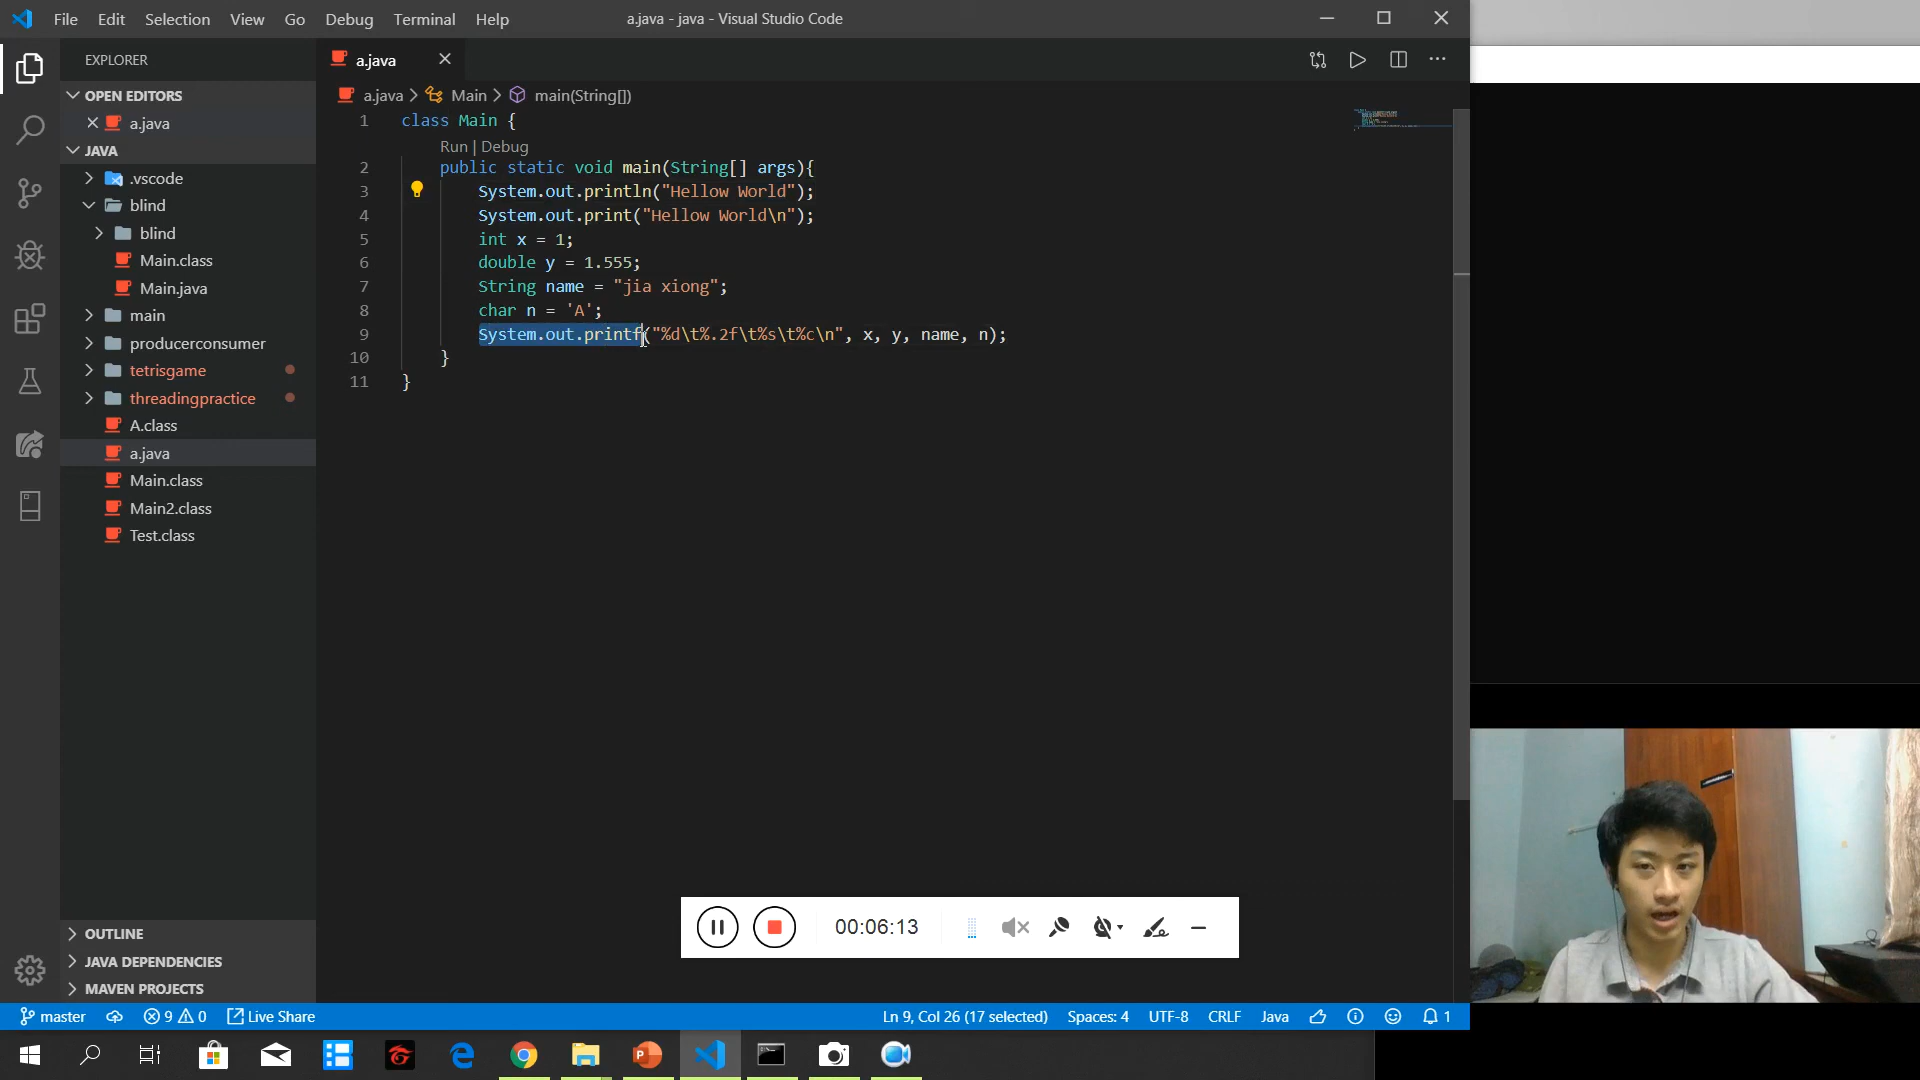 File Edit Selection View Go Debug Terminal Help
a.java - java - Visual Studio Code
EXPLORER
OPEN EDITORS
a.java
JAVA
.vscode
blind
blind
Main.class
Main.java
main
producerconsumer
tetrisgame
threadingpractice
A.class
a.java
Main.class
Main2.class
Test.class
OUTLINE
JAVA DEPENDENCIES
MAVEN PROJECTS
a.java
a.java > Main > main(String[])
1 class Main {
Run | Debug
2 public static void main(String[] args){
3 System.out.println("Hellow World");
4 System.out.print("Hellow World\n");
5 int x = 1;
6 double y = 1.555;
7 String name = "jia xiong";
8 char n = 'A';
9 System.out.printf("%d\t%.2f\t%s\t%c\n", x, y, name, n);
10 }
11 }
00:06:13
master 9 0 Live Share
Ln 9, Col 26 (17 selected) Spaces: 4 UTF-8 CRLF Java 1